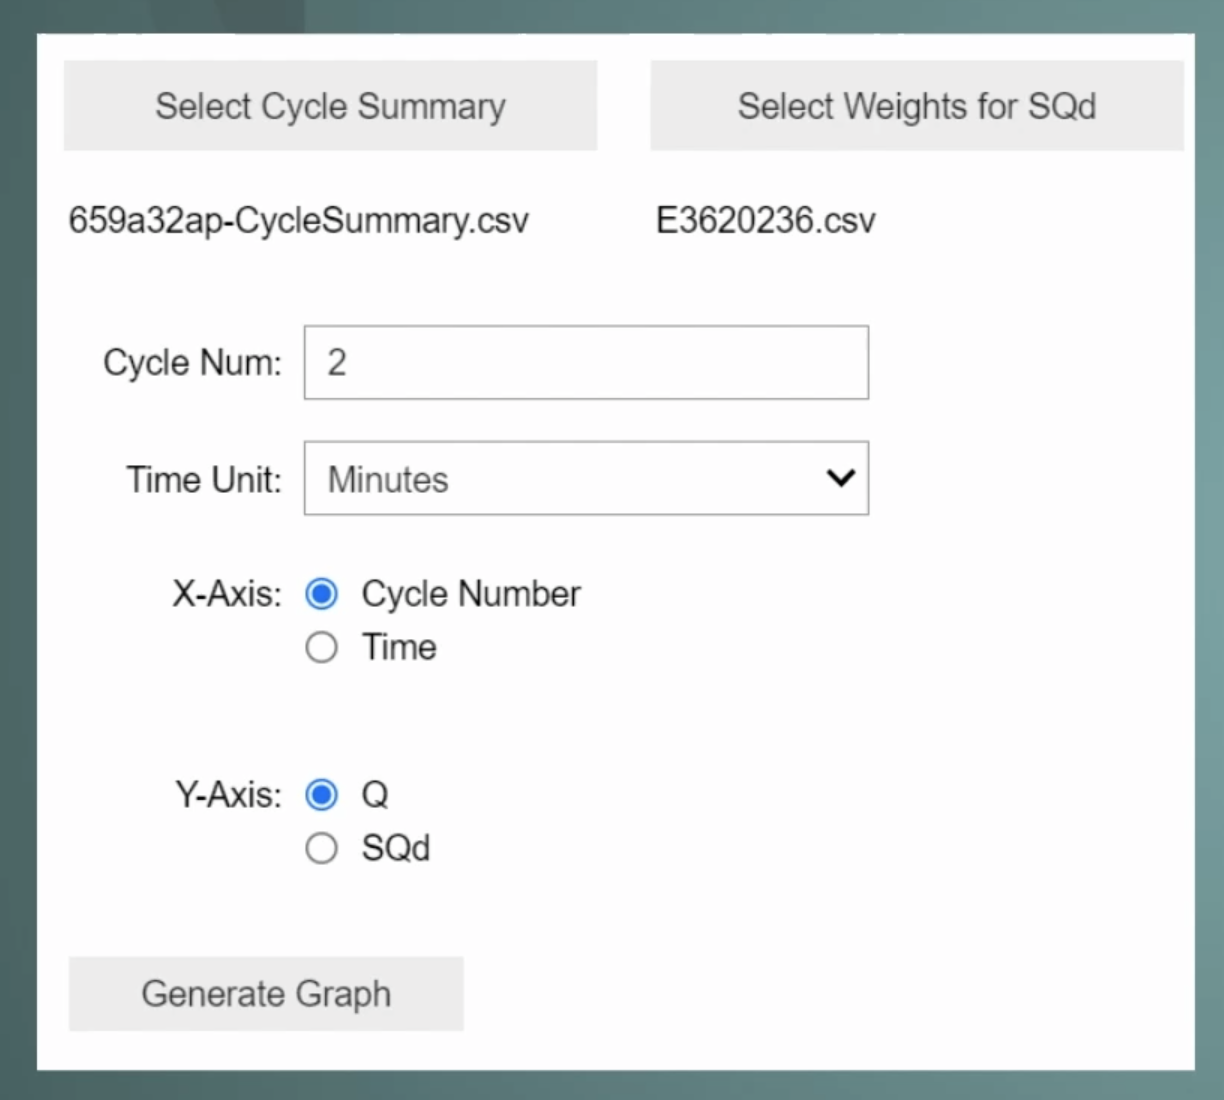 Select Cycle Summary
Select Weights for SQd
659a32ap-CycleSummary.csv
E3620236.csv
Cycle Num: 2
Time Unit: Minutes
X-Axis: Cycle Number
Time
Y-Axis: Q
SQd
Generate Graph